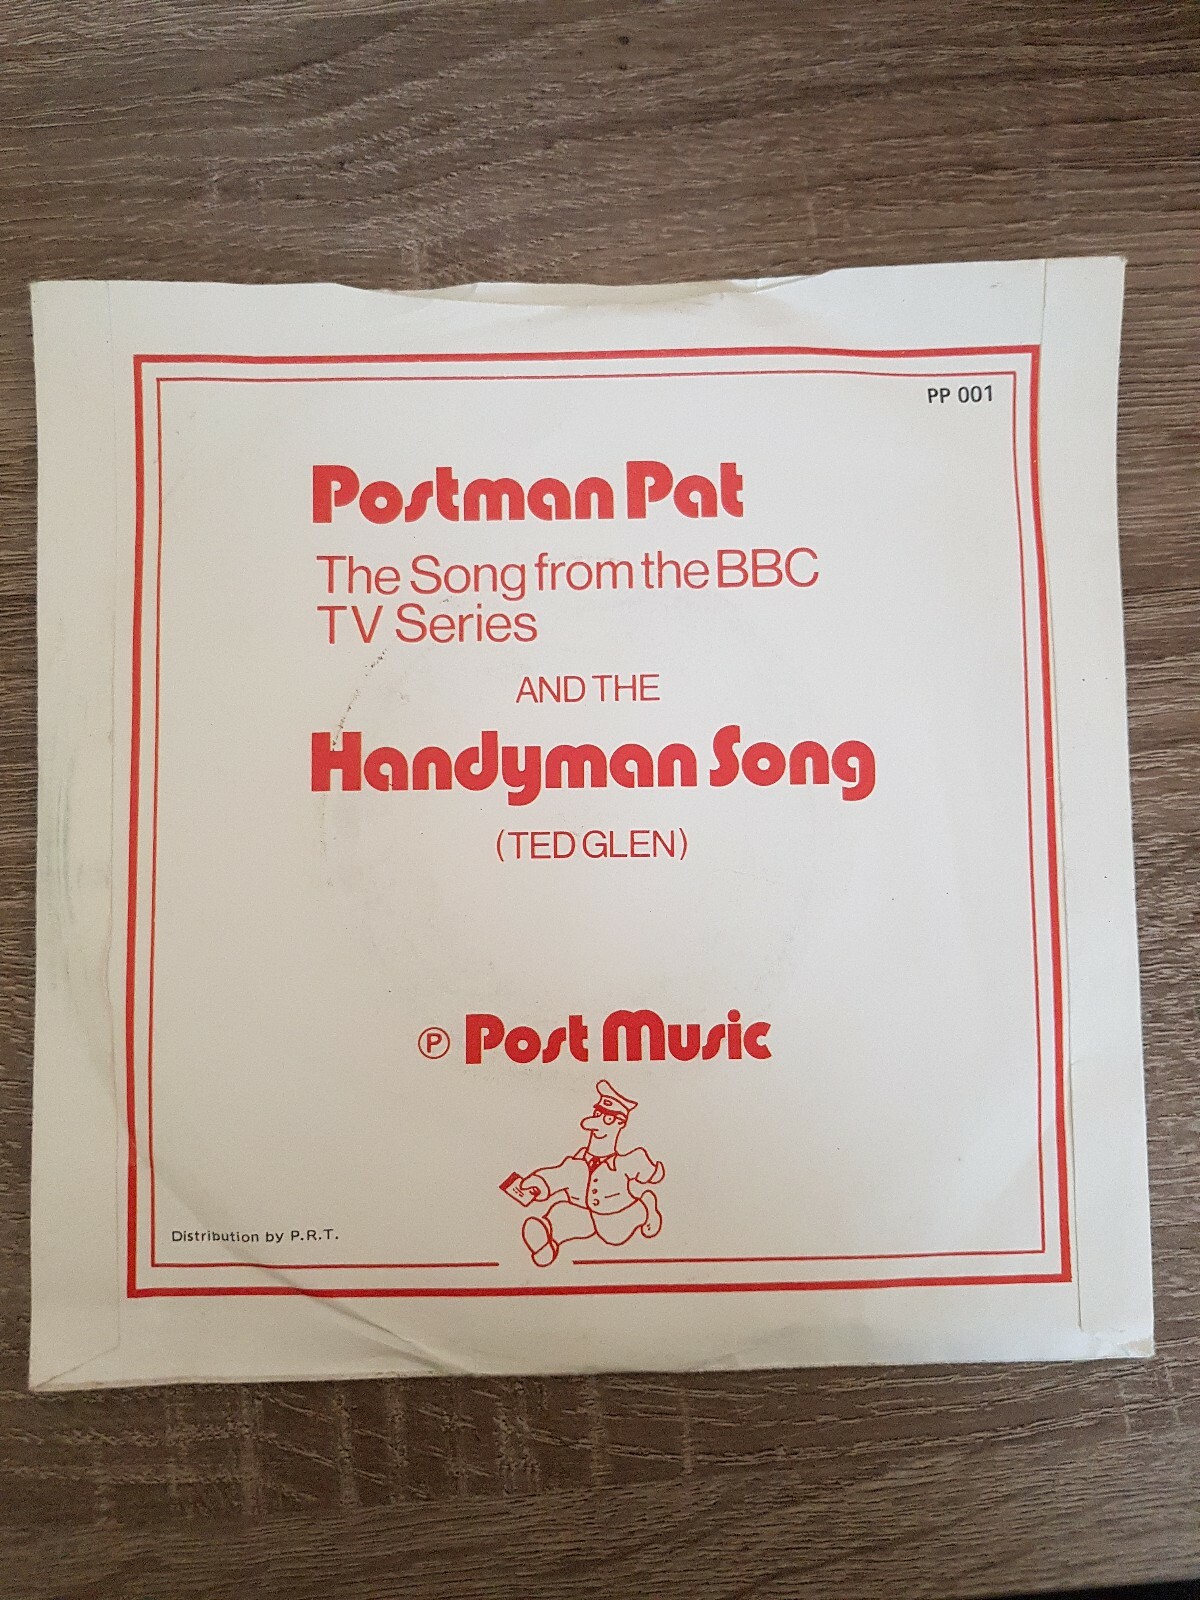 PP 001
Postman Pat
The Song from the BBC
TV Series
AND THE
Handyman Song
(TED GLEN)
℗ Post Music
Distribution by P.R.T.